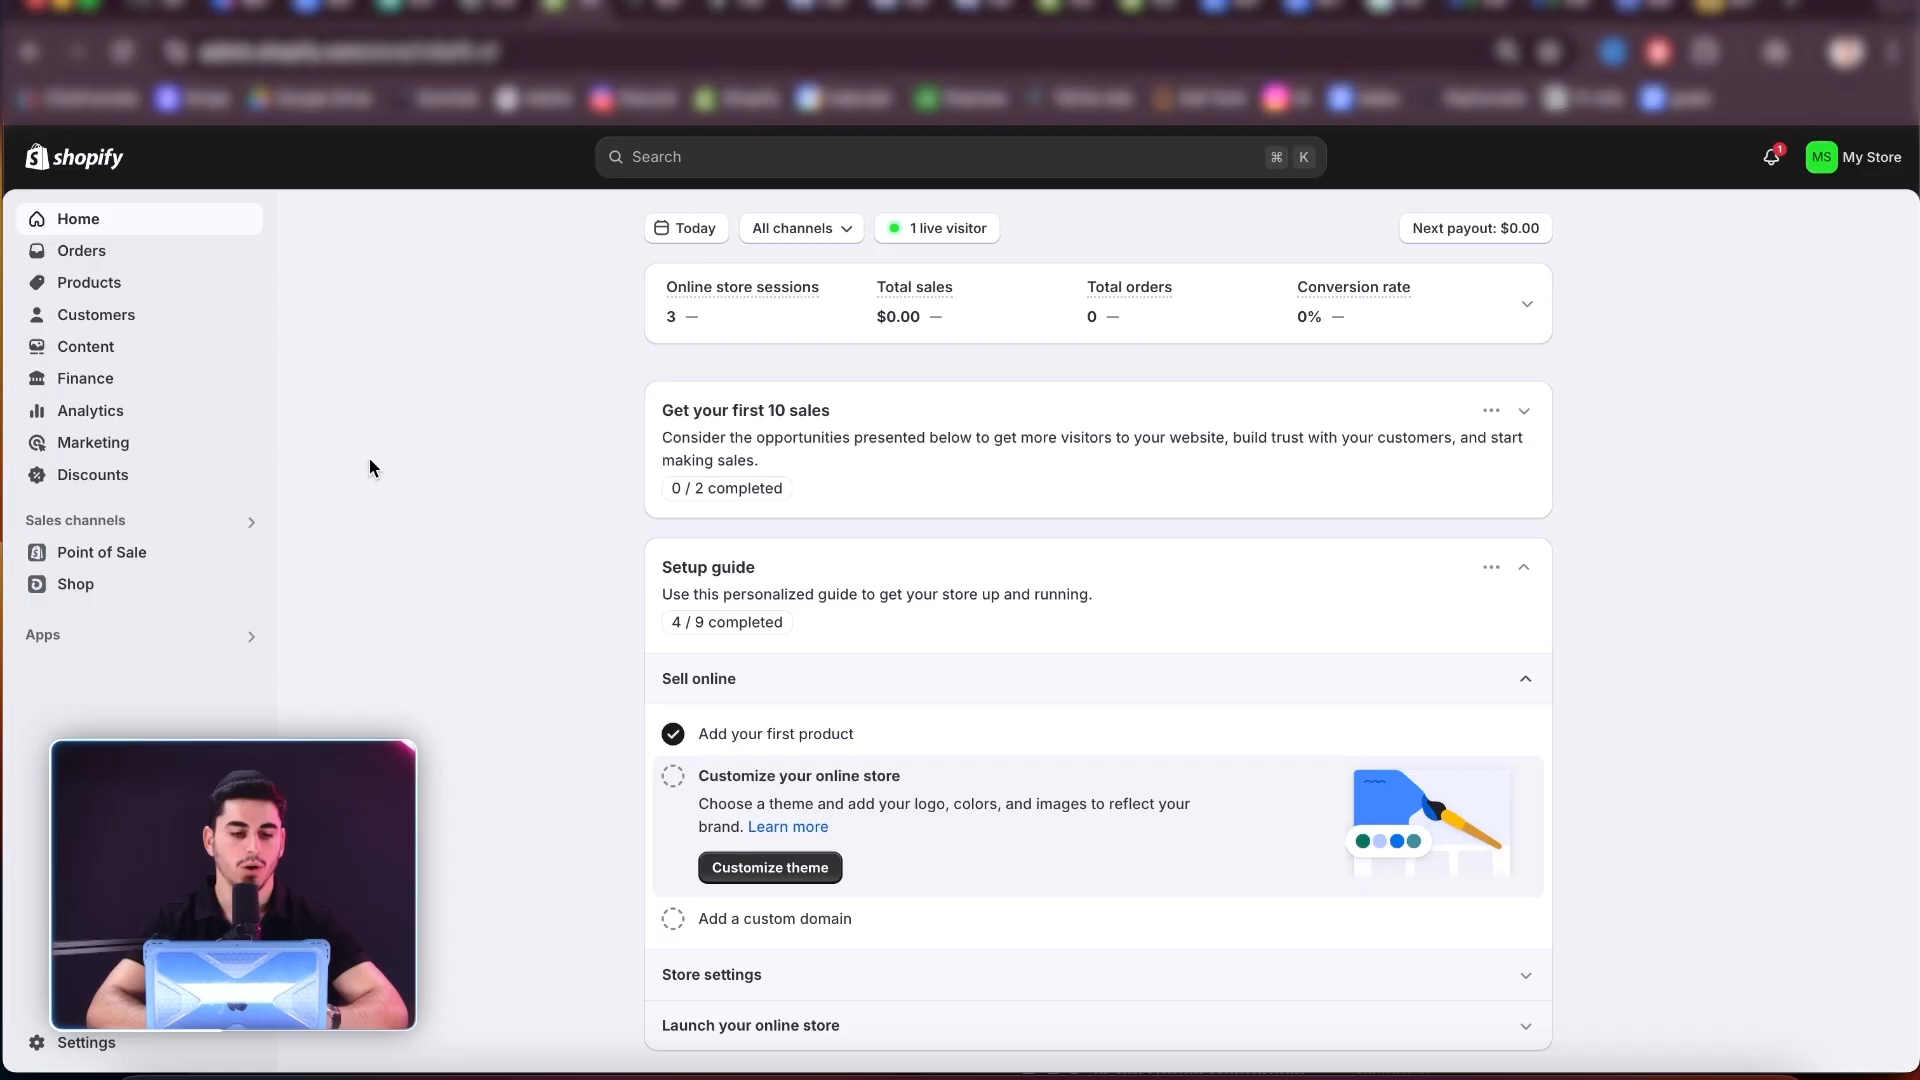 shopify
Search
⌘ K
1
MS My Store
Home
Orders
Products
Customers
Content
Finance
Analytics
Marketing
Discounts
Sales channels
Point of Sale
Shop
Apps
Settings
Today
All channels
1 live visitor
Next payout: $0.00
Online store sessions
3 —
Total sales
$0.00 —
Total orders
0 —
Conversion rate
0% —
Get your first 10 sales
Consider the opportunities presented below to get more visitors to your website, build trust with your customers, and start
making sales.
0 / 2 completed
Setup guide
Use this personalized guide to get your store up and running.
4 / 9 completed
Sell online
Add your first product
Customize your online store
Choose a theme and add your logo, colors, and images to reflect your
brand. Learn more
Customize theme
Add a custom domain
Store settings
Launch your online store